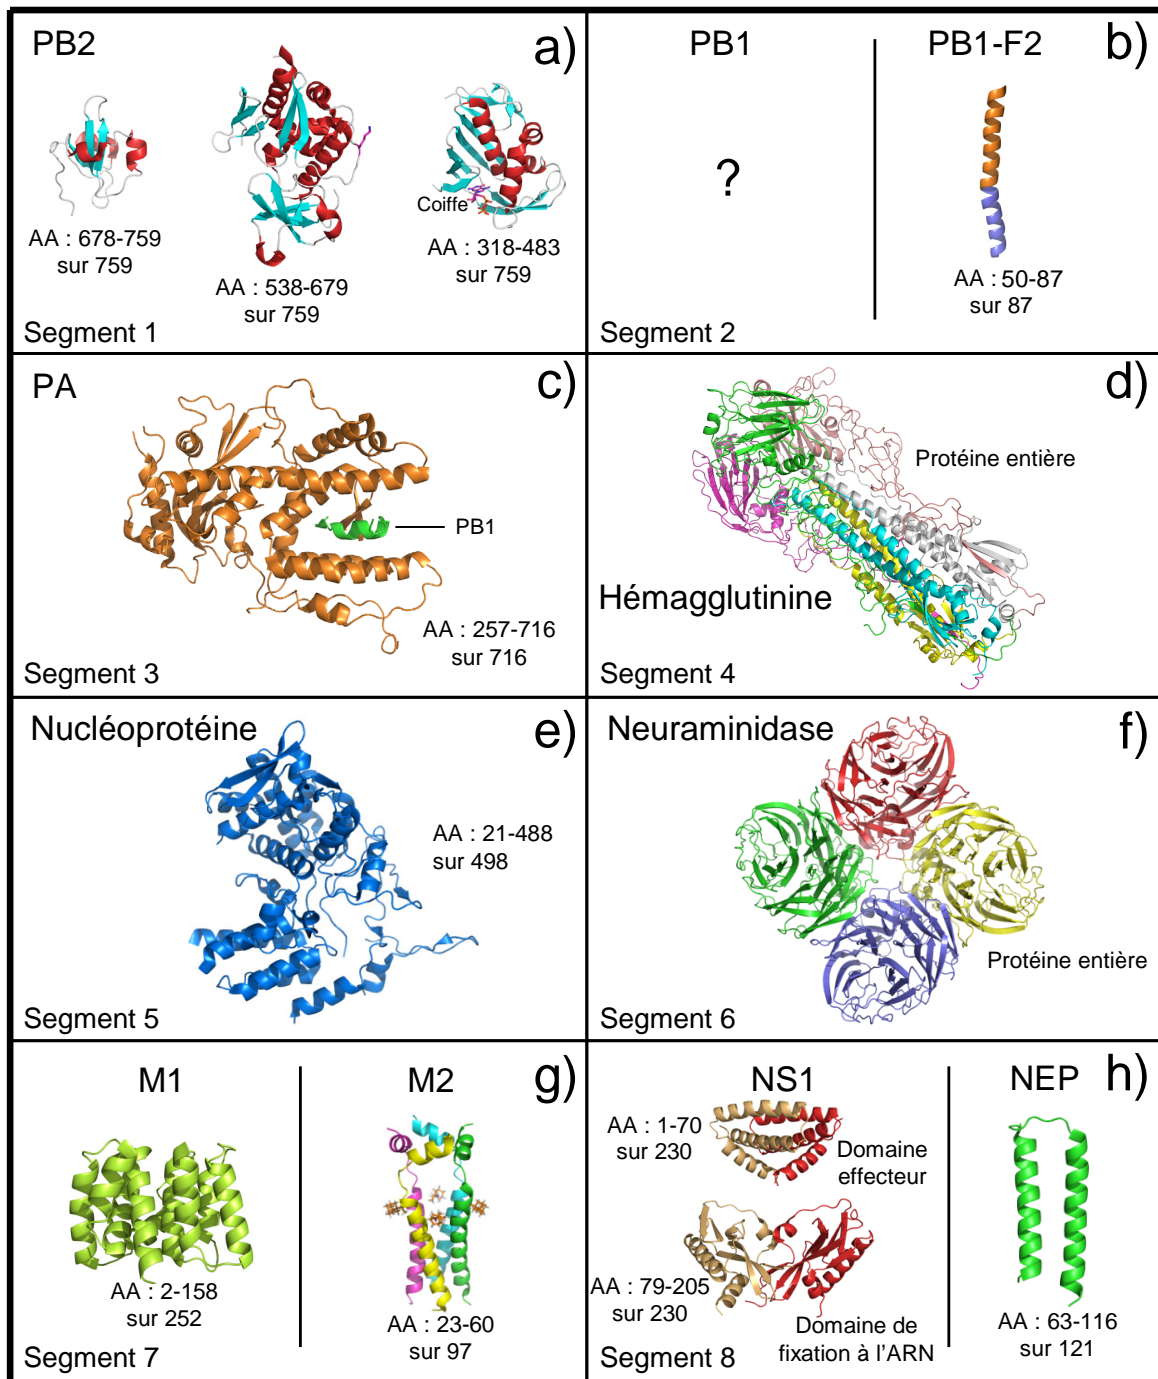 PB2
a)
Coiffe
AA : 678-759
sur 759
AA : 538-679
sur 759
AA : 318-483
sur 759
Segment 1
PB1
PB1-F2
b)
?
AA : 50-87
sur 87
Segment 2
PA
c)
PB1
AA : 257-716
sur 716
Segment 3
d)
Protéine entière
Hémagglutinine
Segment 4
Nucléoprotéine
e)
AA : 21-488
sur 498
Segment 5
Neuraminidase
f)
Protéine entière
Segment 6
M1
M2
g)
AA : 2-158
sur 252
AA : 23-60
sur 97
Segment 7
NS1
NEP
h)
AA : 1-70
sur 230
Domaine
effecteur
AA : 79-205
sur 230
Domaine de
fixation à l'ARN
AA : 63-116
sur 121
Segment 8